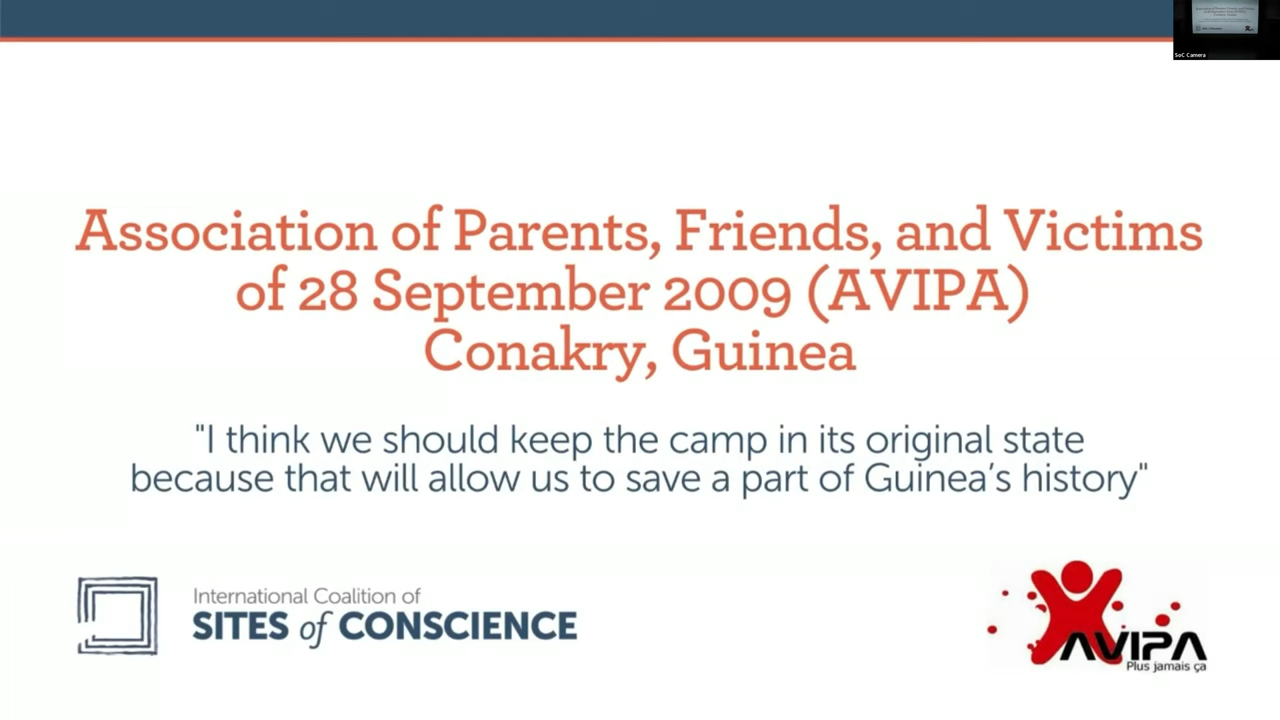 SoC Camera
Association of Parents, Friends, and Victims
of 28 September 2009 (AVIPA)
Conakry, Guinea
"I think we should keep the camp in its original state
because that will allow us to save a part of Guinea’s history"
International Coalition of
SITES of CONSCIENCE
AVIPA
Plus jamais ça